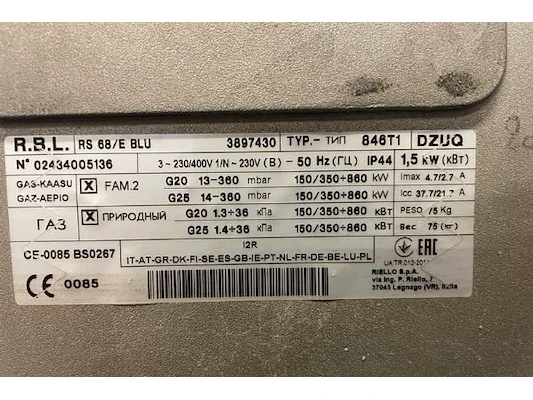 R.B.L. RS 68/E BLU 3897430 TYP.- ТИП 846T1 DZUQ
N° 02434005136 3 ~ 230/400V 1/N ~ 230V (В) - 50 Hz (ГЦ) IP44 1,5 kW (кВт)
GAS-KAASU X FAM.2 G20 13-360 mbar 150/350÷860 kW Imax 4.7/2.7 A
GAZ-AEPIO G25 14-360 mbar 150/350÷860 kW Icc 37.7/21.7 A
ГАЗ X ПРИРОДНЫЙ G20 1.3÷36 кПа 150/350÷860 кВт PESO 75 Kg
G25 1.4÷36 кПа 150/350÷860 кВт Вес 75 (кг)
CE-0085 BS0267 I2R EAC
IT-AT-GR-DK-FI-SE-ES-GB-IE-PT-NL-FR-DE-BE-LU-PL
UA TR 012-201
CE 0085 RIELLO S.p.A.
Via ing. P. Riello, 7
37045 Legnago (VR), Italia